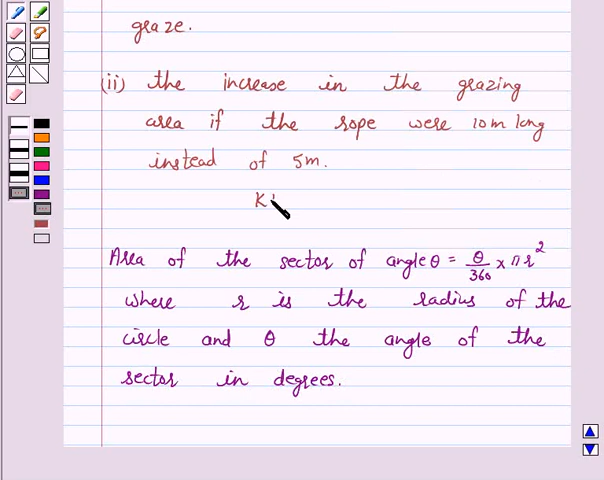 graze.
(ii) the increase in the grazing
area if the rope were 10m long
instead of 5m.
K
Area of the sector of angle θ = θ/360 × πr²
where r is the radius of the
circle and θ the angle of the
sector in degrees.